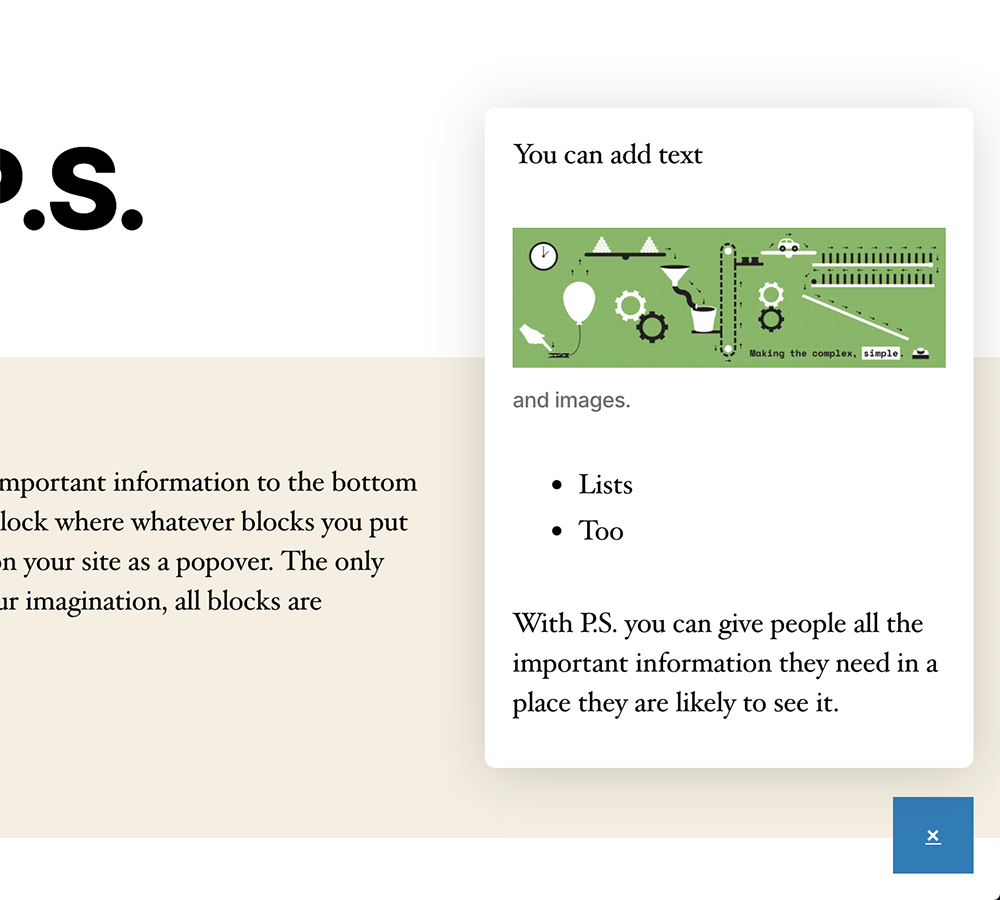 P.S.
mportant information to the bottom
lock where whatever blocks you put
on your site as a popover. The only
ur imagination, all blocks are
You can add text
Making the complex, simple.
and images.
• Lists
• Too
With P.S. you can give people all the
important information they need in a
place they are likely to see it.
×